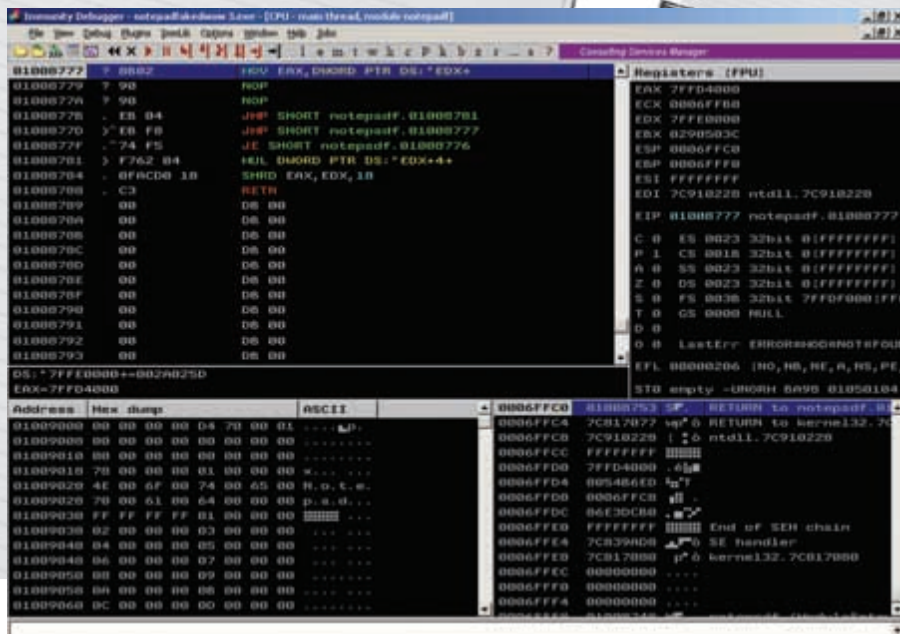 Immunity Debugger - notepadfakedwow 3.exe - [CPU - main thread, module notepadf]
File View Debug Plugins ImmLib Options Window Help Jobs
l e m t w h c P k b z r ... s ? Consulting Services Manager
01008777 ? 8B02 MOV EAX,DWORD PTR DS:*EDX+
01008779 ? 90 NOP
0100877A ? 90 NOP
0100877B . EB 04 JMP SHORT notepadf.01008781
0100877D >^EB F8 JMP SHORT notepadf.01008777
0100877F .^74 F5 JE SHORT notepadf.01008776
01008781 > F762 04 MUL DWORD PTR DS:*EDX+4+
01008784 . 0FACD0 18 SHRD EAX,EDX,18
01008788 . C3 RETN
01008789 00 DB 00
0100878A 00 DB 00
0100878B 00 DB 00
0100878C 00 DB 00
0100878D 00 DB 00
0100878E 00 DB 00
0100878F 00 DB 00
01008790 00 DB 00
01008791 00 DB 00
01008792 00 DB 00
01008793 00 DB 00
DS:*7FFE0000+=002A025D
EAX=7FFD4000
Registers (FPU)
EAX 7FFD4000
ECX 0006FFB0
EDX 7FFE0000
EBX 0290503C
ESP 0006FFC0
EBP 0006FFF0
ESI FFFFFFFF
EDI 7C910228 ntdll.7C910228
EIP 01008777 notepadf.01008777
C 0 ES 0023 32bit 0(FFFFFFFF)
P 1 CS 001B 32bit 0(FFFFFFFF)
A 0 SS 0023 32bit 0(FFFFFFFF)
Z 0 DS 0023 32bit 0(FFFFFFFF)
S 0 FS 003B 32bit 7FFDF000(FFF
T 0 GS 0000 NULL
D 0
O 0 LastErr ERROR_MOD_NOT_FOU
EFL 00000206 (NO,NB,NE,A,NS,PE,
ST0 empty -UNORM BA98 01050104
Address Hex dump ASCII
01009000 00 00 00 00 D4 78 00 01
01009008 00 00 00 00 00 00 00 00
01009010 00 00 00 00 00 00 00 00
01009018 78 00 00 00 01 00 00 00 x...
01009020 4E 00 6F 00 74 00 65 00 N.o.t.e.
01009028 70 00 61 00 64 00 00 00 p.a.d...
01009030 FF FF FF FF 01 00 00 00
01009038 02 00 00 00 03 00 00 00
01009040 04 00 00 00 05 00 00 00
01009048 06 00 00 00 07 00 00 00
01009050 08 00 00 00 09 00 00 00
01009058 0A 00 00 00 0B 00 00 00
01009060 0C 00 00 00 0D 00 00 00
0006FFC0 01008753 RETURN to notepadf.01
0006FFC4 7C817077 RETURN to kernel32.7C
0006FFC8 7C910228 ntdll.7C910228
0006FFCC FFFFFFFF
0006FFD0 7FFD4000
0006FFD4 8054B6ED
0006FFD8 0006FFC8
0006FFDC 86E3DCB0
0006FFE0 FFFFFFFF End of SEH chain
0006FFE4 7C839AD8 SE handler
0006FFE8 7C817080 kernel32.7C817080
0006FFEC 00000000
0006FFF0 00000000
0006FFF4 00000000